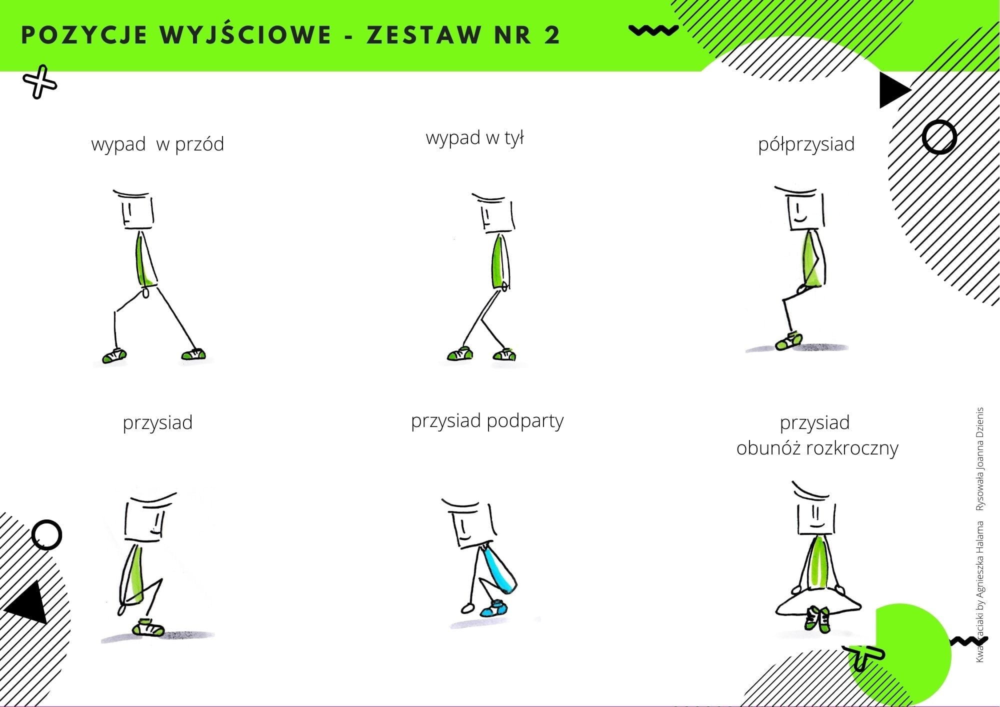 POZYCJE WYJŚCIOWE - ZESTAW NR 2
wypad w przód
wypad w tył
półprzysiad
przysiad
przysiad podparty
przysiad
obunóż rozkroczny
Kwadraciaki by Agnieszka Halama Rysowała Joanna Dzienis